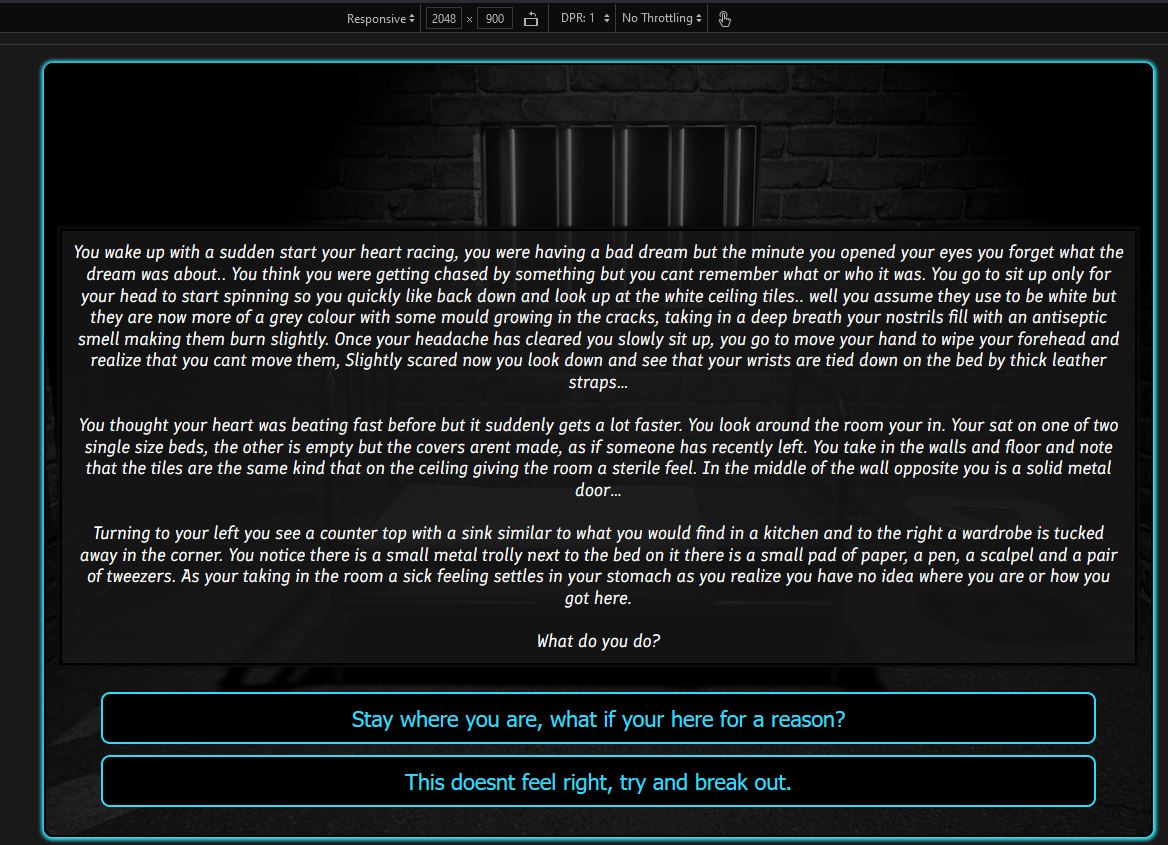 Responsive 2048 × 900 DPR: 1 No Throttling
You wake up with a sudden start your heart racing, you were having a bad dream but the minute you opened your eyes you forget what the
dream was about.. You think you were getting chased by something but you cant remember what or who it was. You go to sit up only for
your head to start spinning so you quickly like back down and look up at the white ceiling tiles.. well you assume they use to be white but
they are now more of a grey colour with some mould growing in the cracks, taking in a deep breath your nostrils fill with an antiseptic
smell making them burn slightly. Once your headache has cleared you slowly sit up, you go to move your hand to wipe your forehead and
realize that you cant move them, Slightly scared now you look down and see that your wrists are tied down on the bed by thick leather
straps...
You thought your heart was beating fast before but it suddenly gets a lot faster. You look around the room your in. Your sat on one of two
single size beds, the other is empty but the covers arent made, as if someone has recently left. You take in the walls and floor and note
that the tiles are the same kind that on the ceiling giving the room a sterile feel. In the middle of the wall opposite you is a solid metal
door...
Turning to your left you see a counter top with a sink similar to what you would find in a kitchen and to the right a wardrobe is tucked
away in the corner. You notice there is a small metal trolly next to the bed on it there is a small pad of paper, a pen, a scalpel and a pair
of tweezers. As your taking in the room a sick feeling settles in your stomach as you realize you have no idea where you are or how you
got here.
What do you do?
Stay where you are, what if your here for a reason?
This doesnt feel right, try and break out.